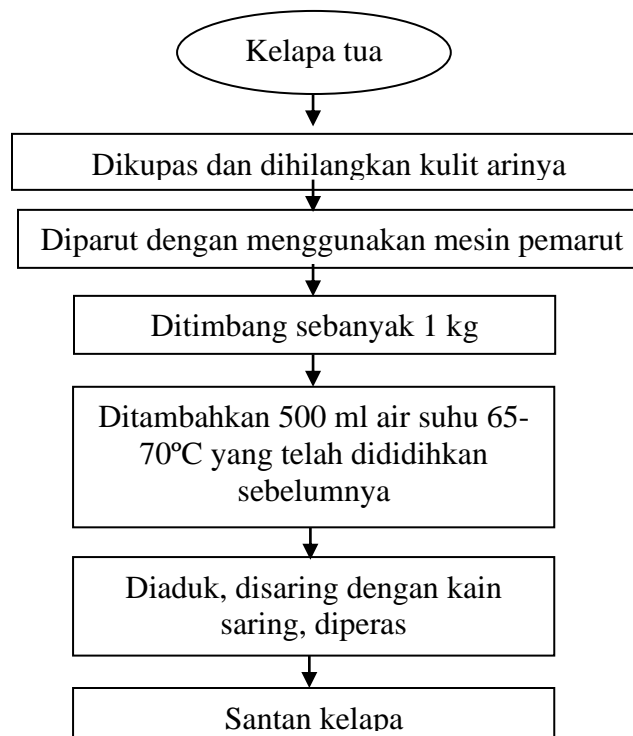 Kelapa tua
Dikupas dan dihilangkan kulit arinya
Diparut dengan menggunakan mesin pemarut
Ditimbang sebanyak 1 kg
Ditambahkan 500 ml air suhu 65-
70ºC yang telah dididihkan
sebelumnya
Diaduk, disaring dengan kain
saring, diperas
Santan kelapa